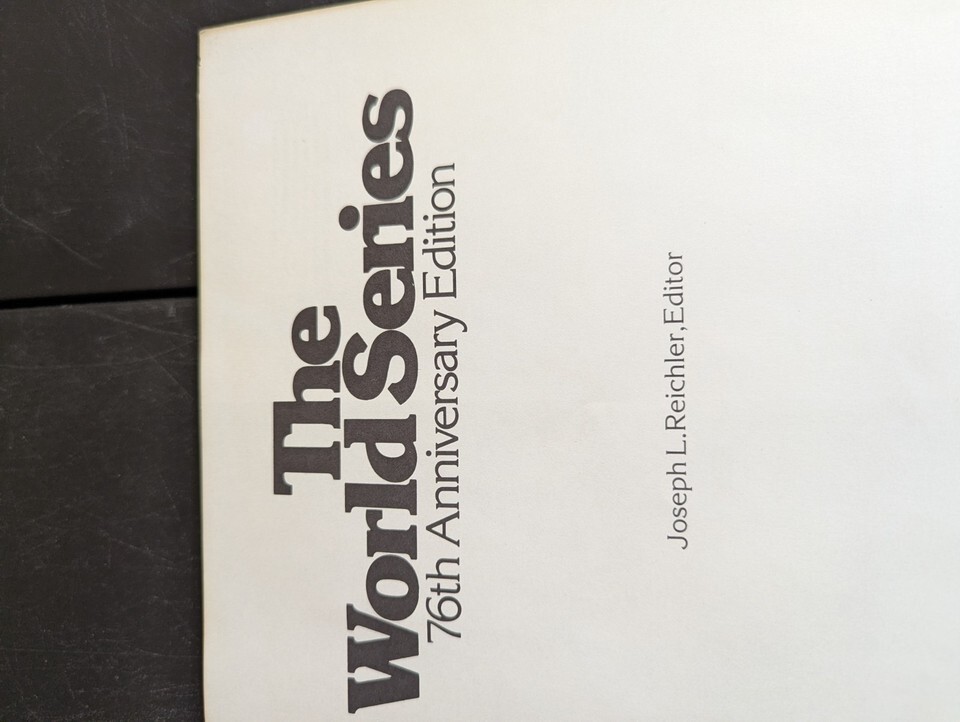 The
World Series
76th Anniversary Edition
Joseph L. Reichler, Editor